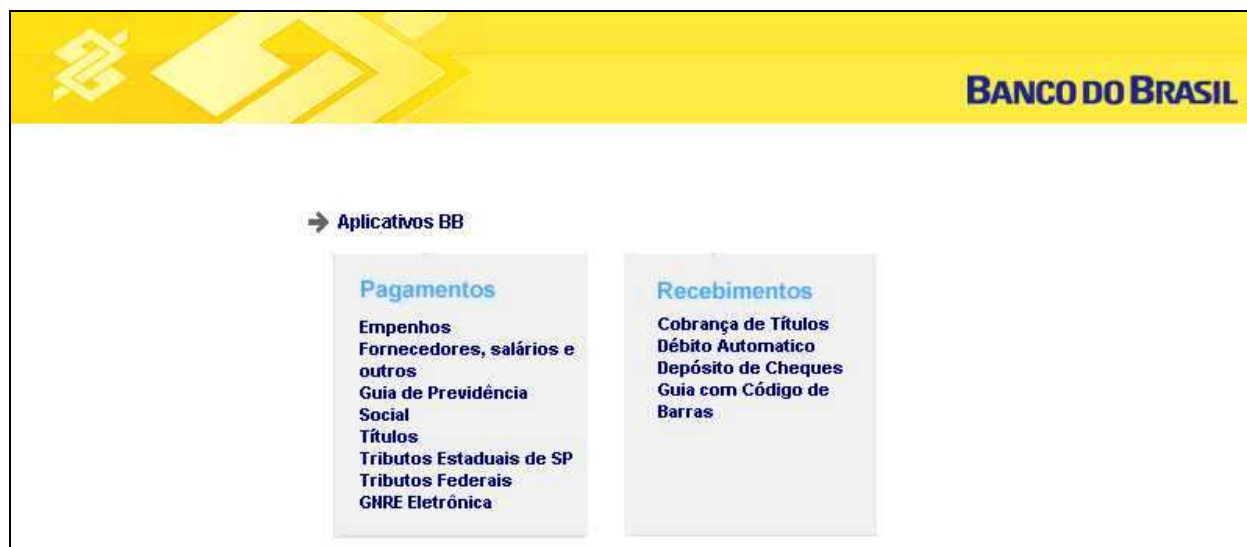 BANCO DO BRASIL
Aplicativos BB
Pagamentos
Empenhos
Fornecedores, salários e
outros
Guia de Previdência
Social
Títulos
Tributos Estaduais de SP
Tributos Federais
GNRE Eletrônica
Recebimentos
Cobrança de Títulos
Débito Automatico
Depósito de Cheques
Guia com Código de
Barras